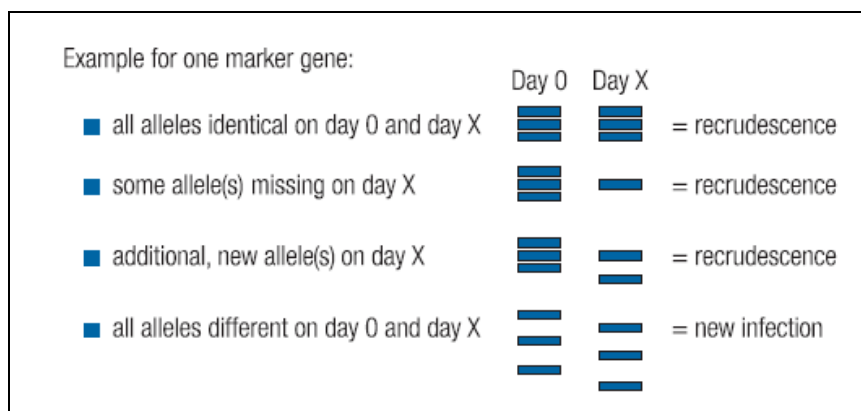 Example for one marker gene:
Day 0 Day X
■ all alleles identical on day 0 and day X = recrudescence
■ some allele(s) missing on day X = recrudescence
■ additional, new allele(s) on day X = recrudescence
■ all alleles different on day 0 and day X = new infection